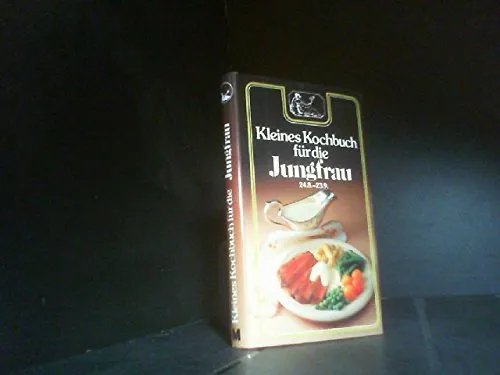 Kleines Kochbuch
für die
Jungfrau
24.8.–23.9.
Kleines Kochbuch für die Jungfrau
M